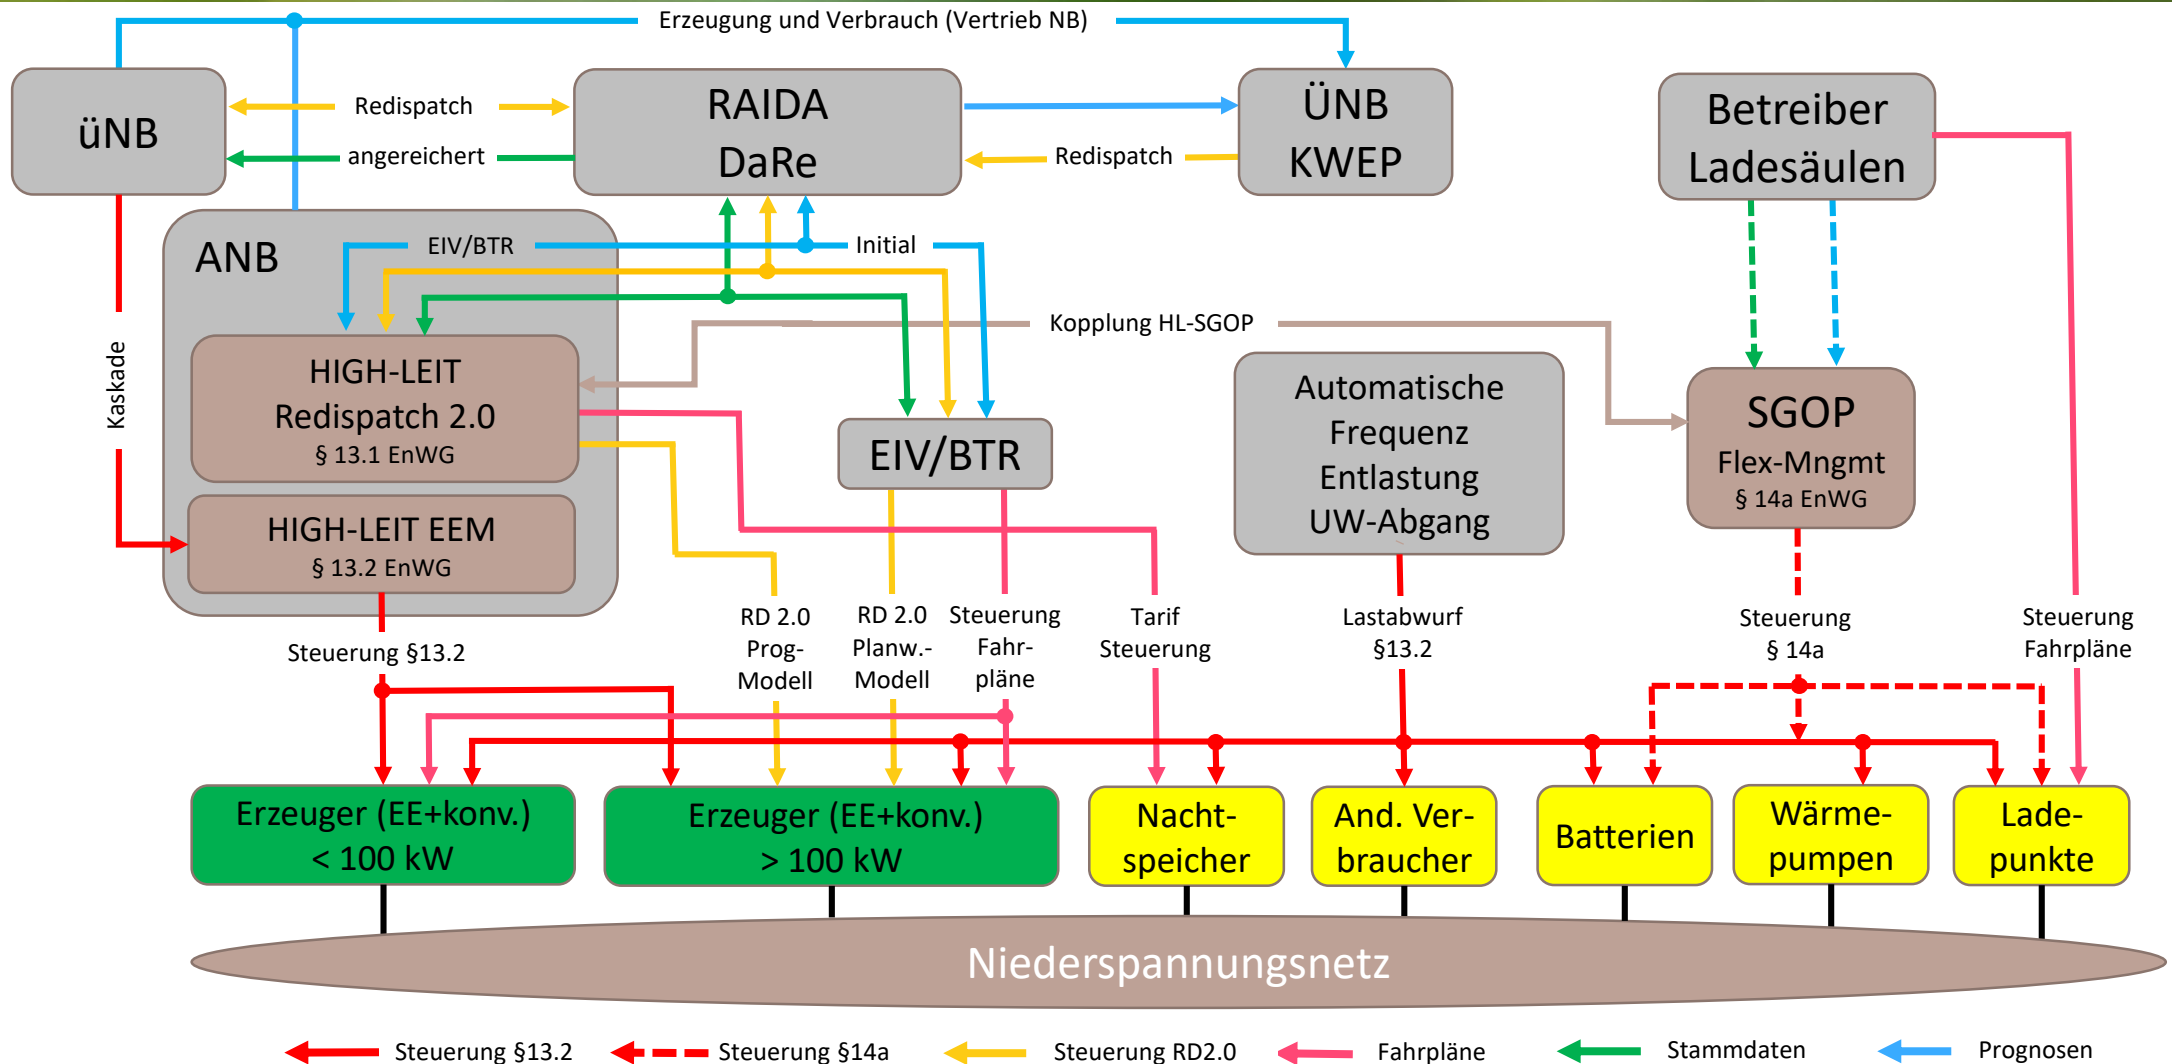 Erzeugung und Verbrauch (Vertrieb NB)
üNB
Redispatch
angereichert
RAIDA
DaRe
Redispatch
ÜNB
KWEP
Betreiber
Ladesäulen
ANB
EIV/BTR
Initial
Kopplung HL-SGOP
Kaskade
HIGH-LEIT
Redispatch 2.0
§ 13.1 EnWG
HIGH-LEIT EEM
§ 13.2 EnWG
EIV/BTR
Automatische
Frequenz
Entlastung
UW-Abgang
SGOP
Flex-Mngmt
§ 14a EnWG
Steuerung §13.2
RD 2.0
Prog-
Modell
RD 2.0
Planw.-
Modell
Steuerung
Fahr-
pläne
Tarif
Steuerung
Lastabwurf
§13.2
Steuerung
§ 14a
Steuerung
Fahrpläne
Erzeuger (EE+konv.)
< 100 kW
Erzeuger (EE+konv.)
> 100 kW
Nacht-
speicher
And. Ver-
braucher
Batterien
Wärme-
pumpen
Lade-
punkte
Niederspannungsnetz
Steuerung §13.2
Steuerung §14a
Steuerung RD2.0
Fahrpläne
Stammdaten
Prognosen